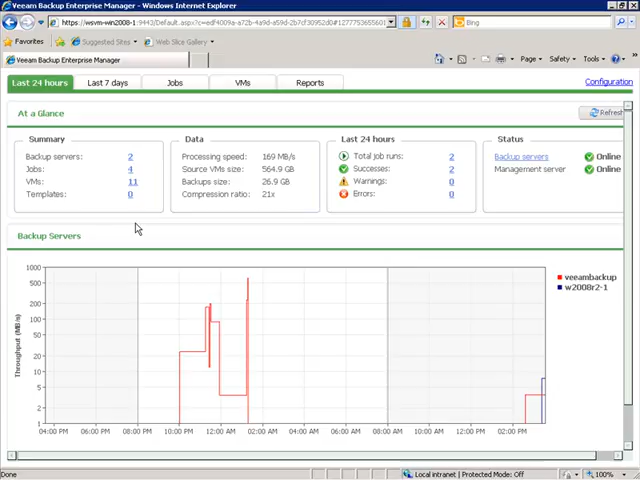 Veeam Backup Enterprise Manager - Windows Internet Explorer
Bing
Favorites
Suggested Sites
Web Slice Gallery
Veeam Backup Enterprise Manager
Page
Safety
Tools
Last 24 hours
Last 7 days
Jobs
VMs
Reports
Configuration
At a Glance
Refresh
Summary
Backup servers: 2
Jobs: 4
VMs: 11
Templates: 0
Data
Processing speed: 169 MB/s
Source VMs size: 564.9 GB
Backups size: 26.9 GB
Compression ratio: 21x
Last 24 hours
Total job runs: 2
Successes: 2
Warnings: 0
Errors: 0
Status
Backup servers Online
Management server Online
Backup Servers
Throughput (MB/s)
1000
500
200
100
50
20
10
5
2
1
04:00 PM 06:00 PM 08:00 PM 10:00 PM 12:00 AM 02:00 AM 04:00 AM 06:00 AM 08:00 AM 10:00 AM 12:00 PM 02:00 PM
veeambackup
w2008r2-1
Done
Local intranet | Protected Mode: Off
100%